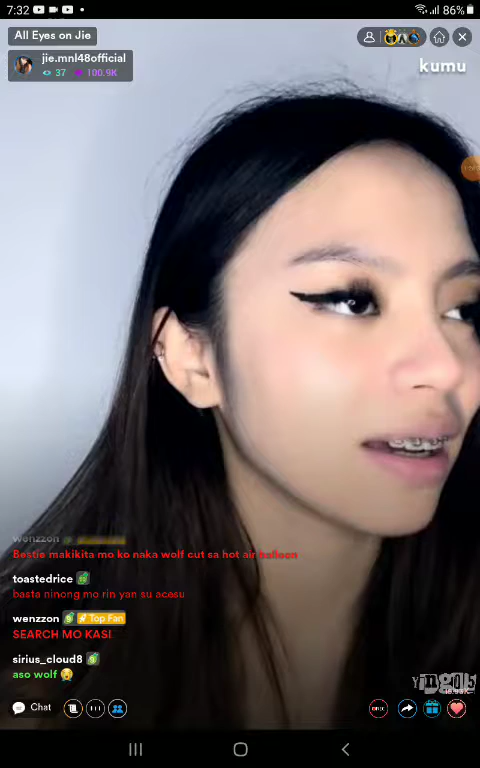 7:32
86%
All Eyes on Jie
jie.mnl48official
37 100.9K
kumu
wenzzon
Bestie makikita mo ko naka wolf cut sa hot air balloon
toastedrice
basta ninong mo rin yan su acesu
wenzzon Top Fan
SEARCH MO KASI
sirius_cloud8
aso wolf
Chat